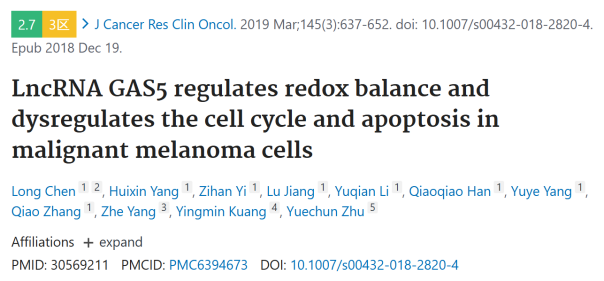 2.7 3区 > J Cancer Res Clin Oncol. 2019 Mar;145(3):637-652. doi: 10.1007/s00432-018-2820-4.
Epub 2018 Dec 19.
LncRNA GAS5 regulates redox balance and
dysregulates the cell cycle and apoptosis in
malignant melanoma cells
Long Chen 1 2, Huixin Yang 1, Zihan Yi 1, Lu Jiang 1, Yuqian Li 1, Qiaoqiao Han 1, Yuye Yang 1,
Qiao Zhang 1, Zhe Yang 3, Yingmin Kuang 4, Yuechun Zhu 5
Affiliations + expand
PMID: 30569211 PMCID: PMC6394673 DOI: 10.1007/s00432-018-2820-4